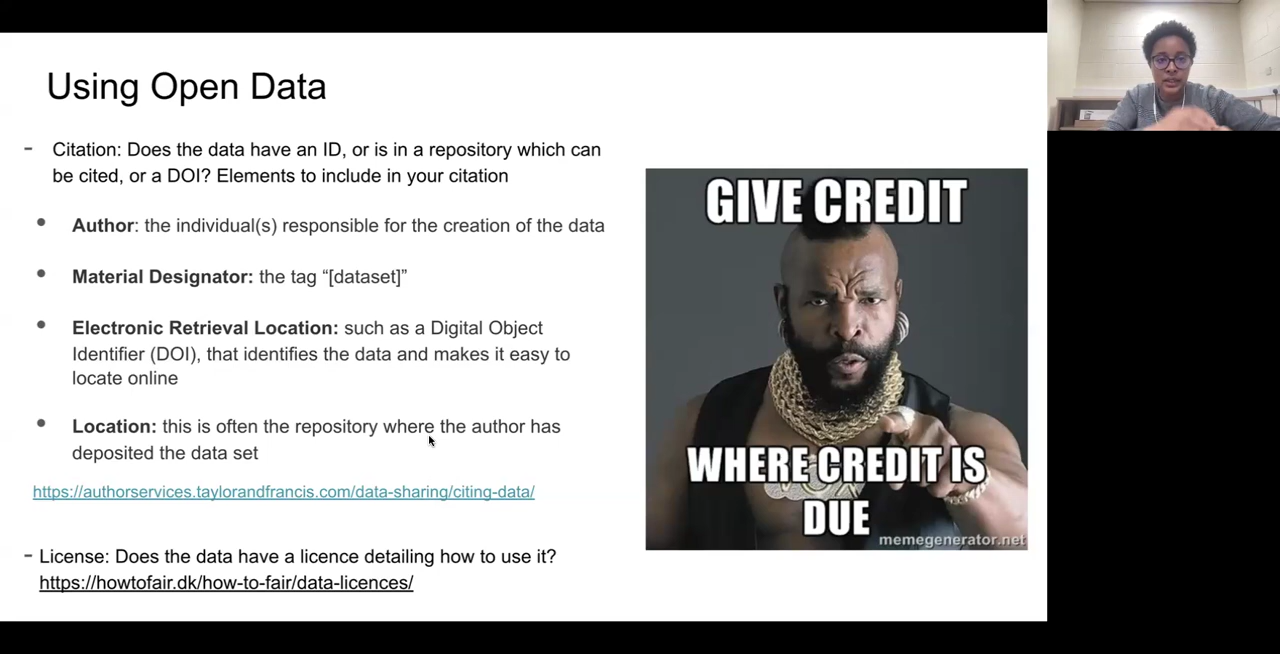 Using Open Data
- Citation: Does the data have an ID, or is in a repository which can
be cited, or a DOI? Elements to include in your citation
• Author: the individual(s) responsible for the creation of the data
• Material Designator: the tag “[dataset]”
• Electronic Retrieval Location: such as a Digital Object
Identifier (DOI), that identifies the data and makes it easy to
locate online
• Location: this is often the repository where the author has
deposited the data set
https://authorservices.taylorandfrancis.com/data-sharing/citing-data/
- License: Does the data have a licence detailing how to use it?
https://howtofair.dk/how-to-fair/data-licences/
GIVE CREDIT
WHERE CREDIT IS
DUE
memegenerator.net